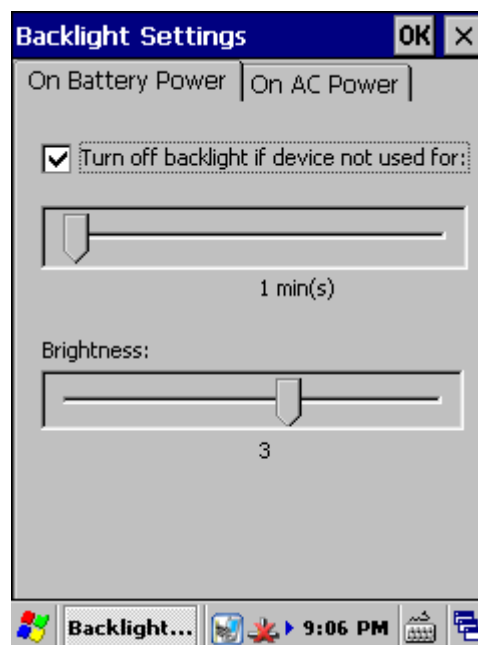 Backlight Settings OK ×
On Battery Power On AC Power
Turn off backlight if device not used for:
1 min(s)
Brightness:
3
Backlight... 9:06 PM